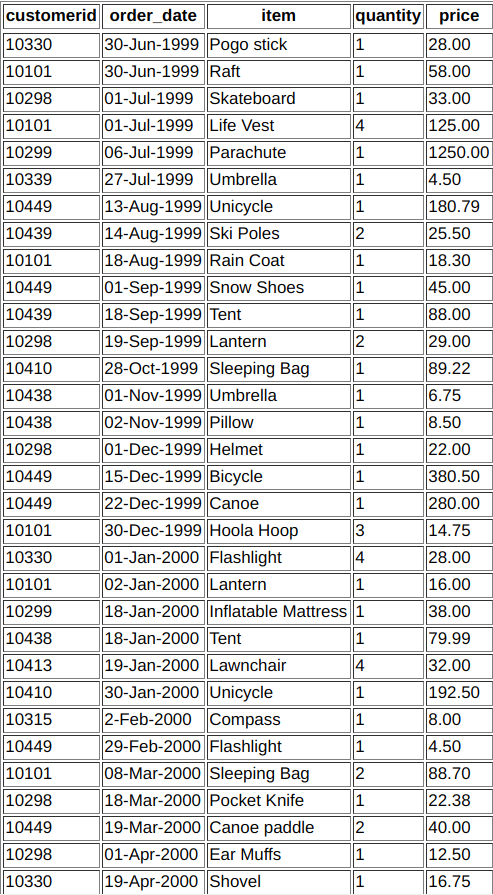 customerid order_date item quantity price
10330 30-Jun-1999 Pogo stick 1 28.00
10101 30-Jun-1999 Raft 1 58.00
10298 01-Jul-1999 Skateboard 1 33.00
10101 01-Jul-1999 Life Vest 4 125.00
10299 06-Jul-1999 Parachute 1 1250.00
10339 27-Jul-1999 Umbrella 1 4.50
10449 13-Aug-1999 Unicycle 1 180.79
10439 14-Aug-1999 Ski Poles 2 25.50
10101 18-Aug-1999 Rain Coat 1 18.30
10449 01-Sep-1999 Snow Shoes 1 45.00
10439 18-Sep-1999 Tent 1 88.00
10298 19-Sep-1999 Lantern 2 29.00
10410 28-Oct-1999 Sleeping Bag 1 89.22
10438 01-Nov-1999 Umbrella 1 6.75
10438 02-Nov-1999 Pillow 1 8.50
10298 01-Dec-1999 Helmet 1 22.00
10449 15-Dec-1999 Bicycle 1 380.50
10449 22-Dec-1999 Canoe 1 280.00
10101 30-Dec-1999 Hoola Hoop 3 14.75
10330 01-Jan-2000 Flashlight 4 28.00
10101 02-Jan-2000 Lantern 1 16.00
10299 18-Jan-2000 Inflatable Mattress 1 38.00
10438 18-Jan-2000 Tent 1 79.99
10413 19-Jan-2000 Lawnchair 4 32.00
10410 30-Jan-2000 Unicycle 1 192.50
10315 2-Feb-2000 Compass 1 8.00
10449 29-Feb-2000 Flashlight 1 4.50
10101 08-Mar-2000 Sleeping Bag 2 88.70
10298 18-Mar-2000 Pocket Knife 1 22.38
10449 19-Mar-2000 Canoe paddle 2 40.00
10298 01-Apr-2000 Ear Muffs 1 12.50
10330 19-Apr-2000 Shovel 1 16.75